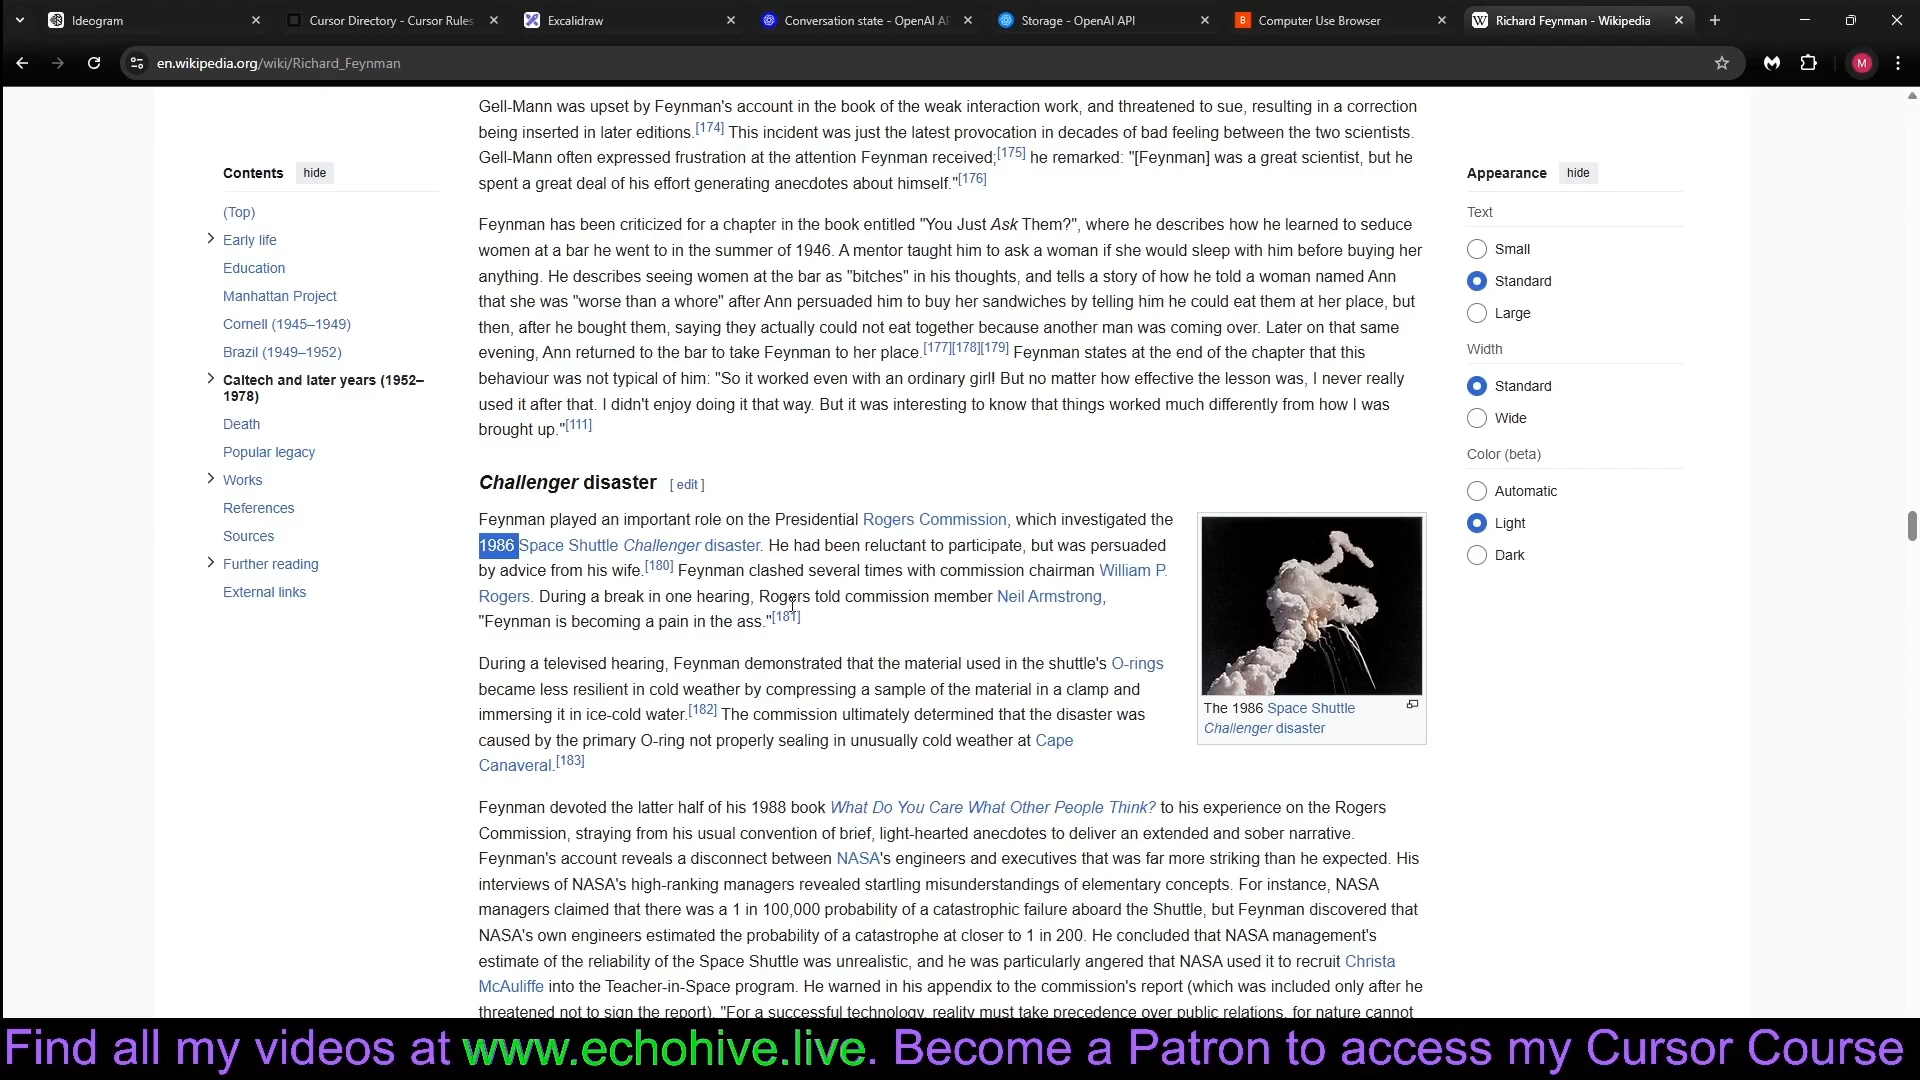 Ideogram
Cursor Directory - Cursor Rules
Excalidraw
Conversation state - OpenAI AP
Storage - OpenAI API
Computer Use Browser
Richard Feynman - Wikipedia
en.wikipedia.org/wiki/Richard_Feynman
M
Contents hide
(Top)
Early life
Education
Manhattan Project
Cornell (1945–1949)
Brazil (1949–1952)
Caltech and later years (1952–
1978)
Death
Popular legacy
Works
References
Sources
Further reading
External links
Gell-Mann was upset by Feynman's account in the book of the weak interaction work, and threatened to sue, resulting in a correction
being inserted in later editions.[174] This incident was just the latest provocation in decades of bad feeling between the two scientists.
Gell-Mann often expressed frustration at the attention Feynman received;[175] he remarked: "[Feynman] was a great scientist, but he
spent a great deal of his effort generating anecdotes about himself."[176]
Feynman has been criticized for a chapter in the book entitled "You Just Ask Them?", where he describes how he learned to seduce
women at a bar he went to in the summer of 1946. A mentor taught him to ask a woman if she would sleep with him before buying her
anything. He describes seeing women at the bar as "bitches" in his thoughts, and tells a story of how he told a woman named Ann
that she was "worse than a whore" after Ann persuaded him to buy her sandwiches by telling him he could eat them at her place, but
then, after he bought them, saying they actually could not eat together because another man was coming over. Later on that same
evening, Ann returned to the bar to take Feynman to her place.[177][178][179] Feynman states at the end of the chapter that this
behaviour was not typical of him: "So it worked even with an ordinary girl! But no matter how effective the lesson was, I never really
used it after that. I didn't enjoy doing it that way. But it was interesting to know that things worked much differently from how I was
brought up."[111]
Challenger disaster [ edit ]
Feynman played an important role on the Presidential Rogers Commission, which investigated the
1986 Space Shuttle Challenger disaster. He had been reluctant to participate, but was persuaded
by advice from his wife.[180] Feynman clashed several times with commission chairman William P.
Rogers. During a break in one hearing, Rogers told commission member Neil Armstrong,
"Feynman is becoming a pain in the ass."[181]
During a televised hearing, Feynman demonstrated that the material used in the shuttle's O-rings
became less resilient in cold weather by compressing a sample of the material in a clamp and
immersing it in ice-cold water.[182] The commission ultimately determined that the disaster was
caused by the primary O-ring not properly sealing in unusually cold weather at Cape
Canaveral.[183]
The 1986 Space Shuttle
Challenger disaster
Feynman devoted the latter half of his 1988 book What Do You Care What Other People Think? to his experience on the Rogers
Commission, straying from his usual convention of brief, light-hearted anecdotes to deliver an extended and sober narrative.
Feynman's account reveals a disconnect between NASA's engineers and executives that was far more striking than he expected. His
interviews of NASA's high-ranking managers revealed startling misunderstandings of elementary concepts. For instance, NASA
managers claimed that there was a 1 in 100,000 probability of a catastrophic failure aboard the Shuttle, but Feynman discovered that
NASA's own engineers estimated the probability of a catastrophe at closer to 1 in 200. He concluded that NASA management's
estimate of the reliability of the Space Shuttle was unrealistic, and he was particularly angered that NASA used it to recruit Christa
McAuliffe into the Teacher-in-Space program. He warned in his appendix to the commission's report (which was included only after he
threatened not to sign the report), "For a successful technology, reality must take precedence over public relations, for nature cannot
Appearance hide
Text
Small
Standard
Large
Width
Standard
Wide
Color (beta)
Automatic
Light
Dark
Find all my videos at www.echohive.live. Become a Patron to access my Cursor Course